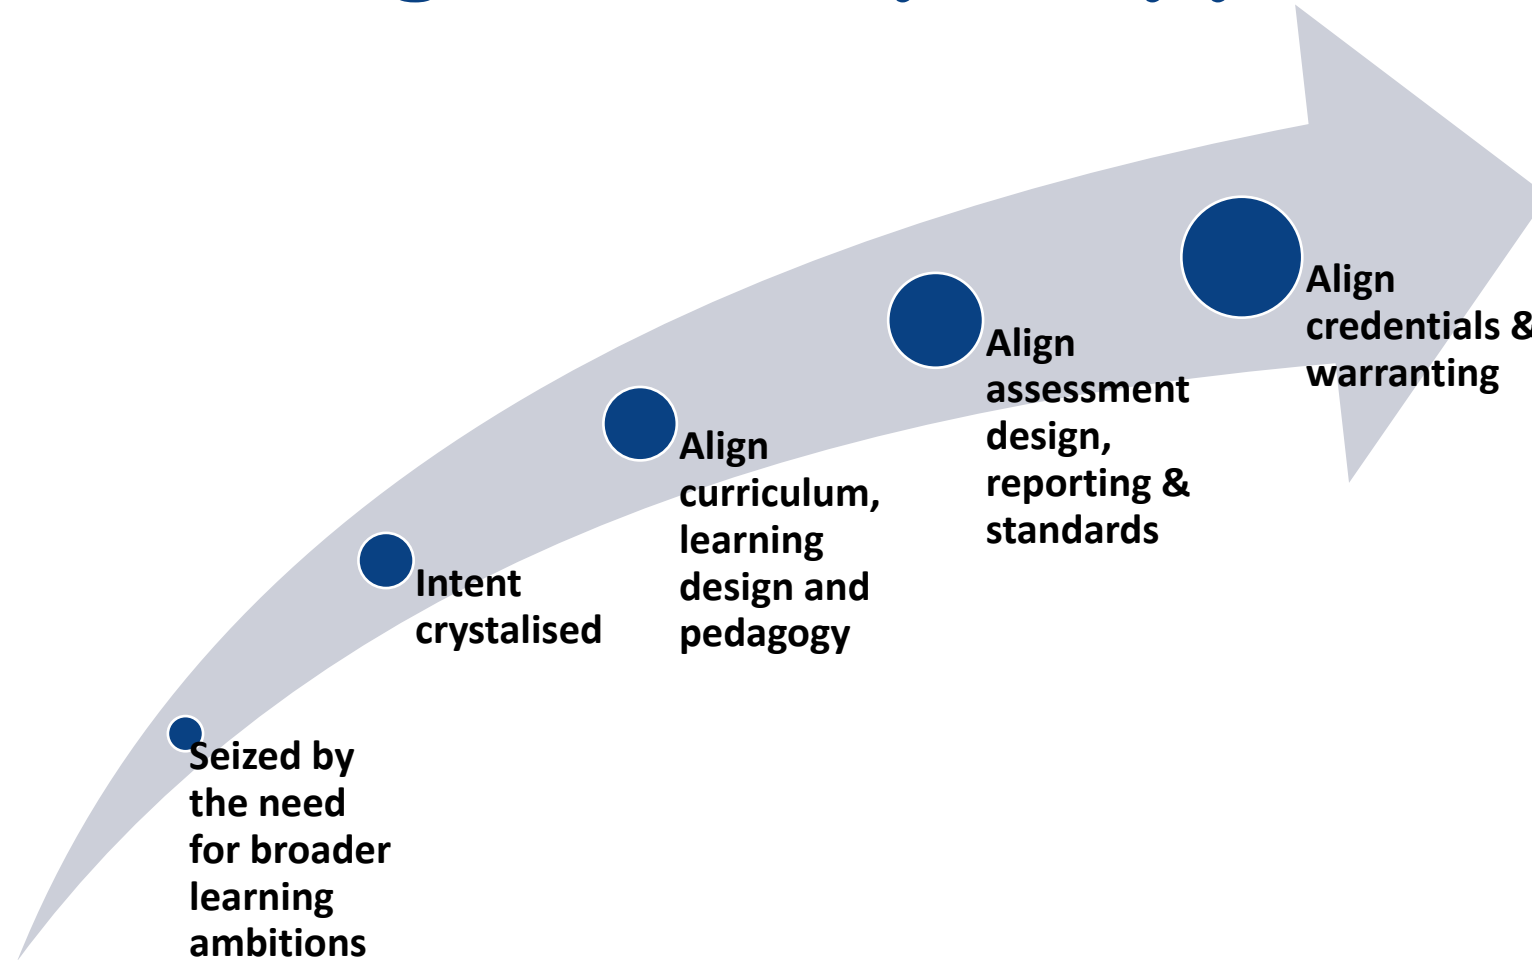 Seized by
the need
for broader
learning
ambitions
Intent
crystalised
Align
curriculum,
learning
design and
pedagogy
Align
assessment
design,
reporting &
standards
Align
credentials &
warranting